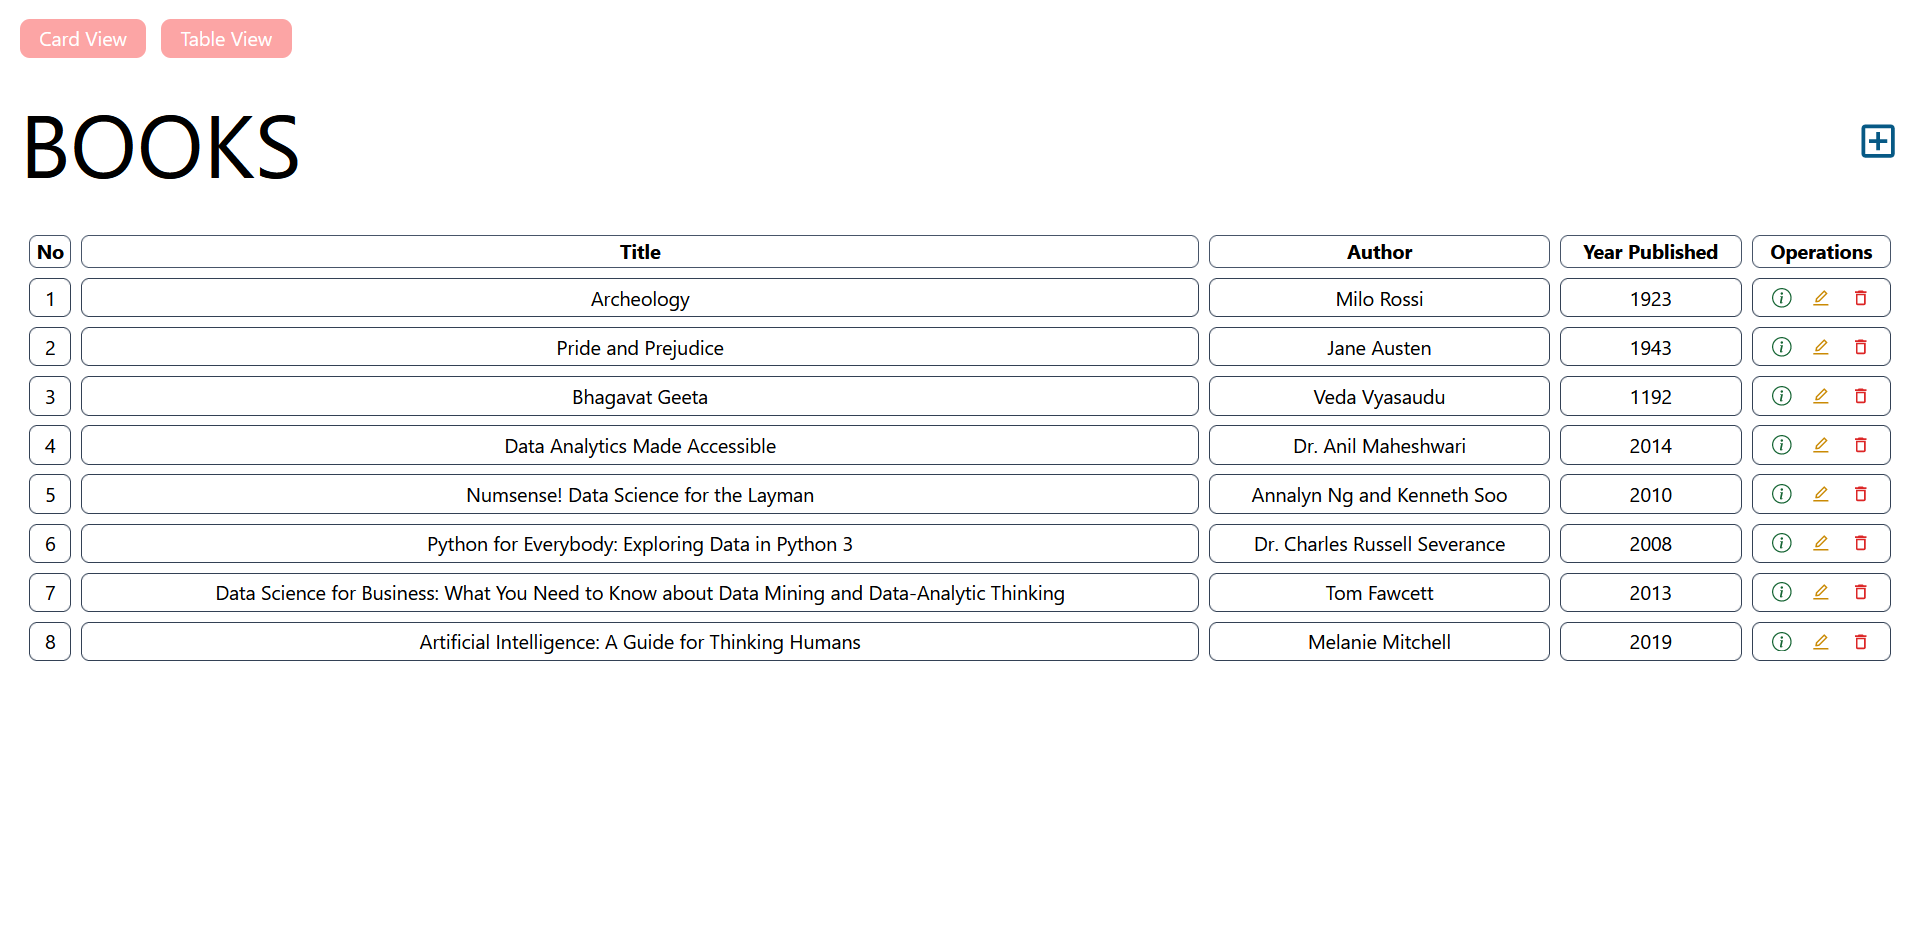 Card View Table View
BOOKS
No Title Author Year Published Operations
1 Archeology Milo Rossi 1923
2 Pride and Prejudice Jane Austen 1943
3 Bhagavat Geeta Veda Vyasaudu 1192
4 Data Analytics Made Accessible Dr. Anil Maheshwari 2014
5 Numsense! Data Science for the Layman Annalyn Ng and Kenneth Soo 2010
6 Python for Everybody: Exploring Data in Python 3 Dr. Charles Russell Severance 2008
7 Data Science for Business: What You Need to Know about Data Mining and Data-Analytic Thinking Tom Fawcett 2013
8 Artificial Intelligence: A Guide for Thinking Humans Melanie Mitchell 2019